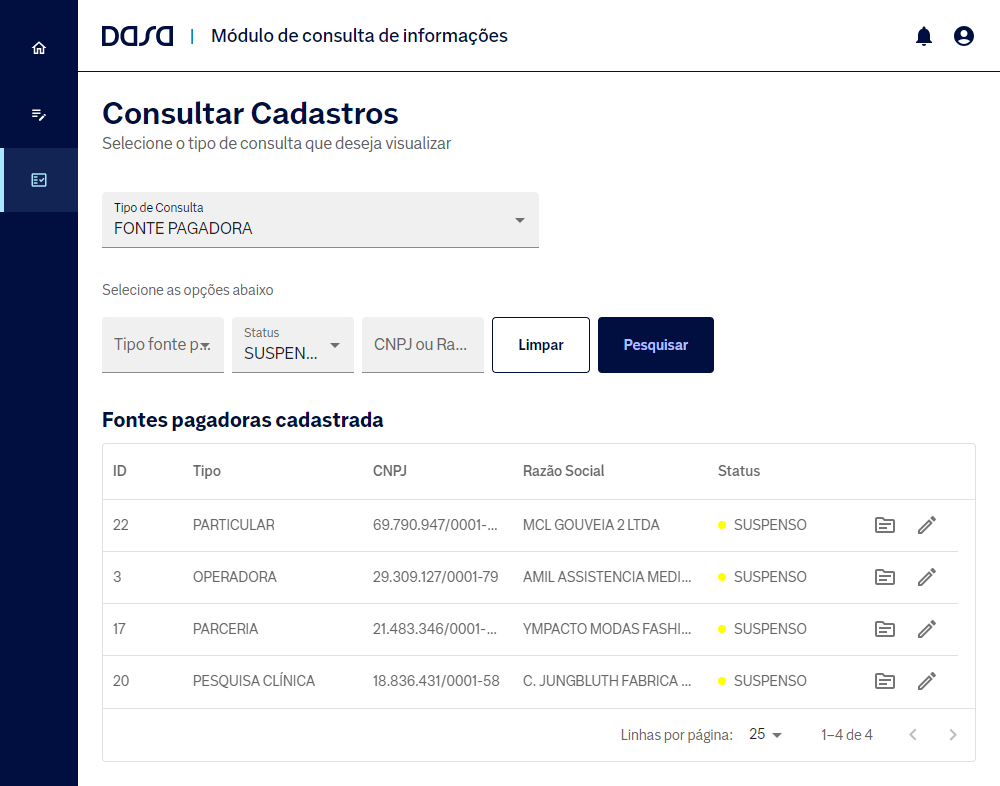 DASA | Módulo de consulta de informações
Consultar Cadastros
Selecione o tipo de consulta que deseja visualizar
Tipo de Consulta
FONTE PAGADORA
Selecione as opções abaixo
Tipo fonte p... Status SUSPEN... CNPJ ou Ra... Limpar Pesquisar
Fontes pagadoras cadastrada
ID Tipo CNPJ Razão Social Status
22 PARTICULAR 69.790.947/0001-... MCL GOUVEIA 2 LTDA SUSPENSO
3 OPERADORA 29.309.127/0001-79 AMIL ASSISTENCIA MEDI... SUSPENSO
17 PARCERIA 21.483.346/0001-... YMPACTO MODAS FASHI... SUSPENSO
20 PESQUISA CLÍNICA 18.836.431/0001-58 C. JUNGBLUTH FABRICA ... SUSPENSO
Linhas por página: 25 1–4 de 4